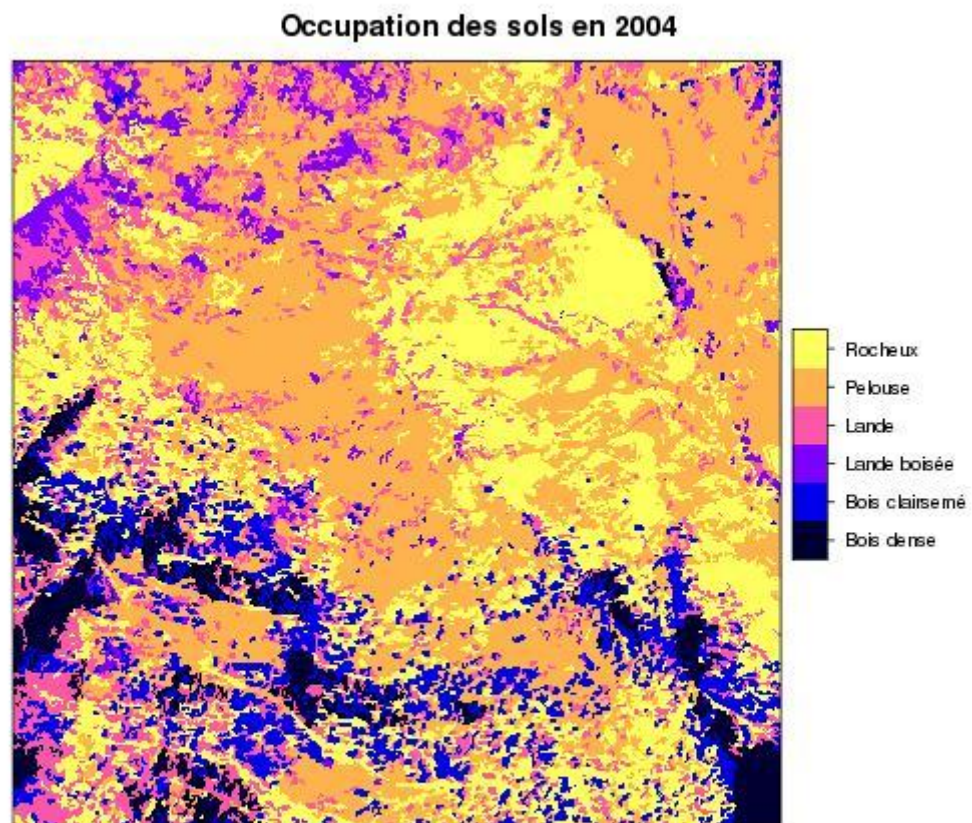 Occupation des sols en 2004
Rocheux
Pelouse
Lande
Lande boisée
Bois clairsemé
Bois dense